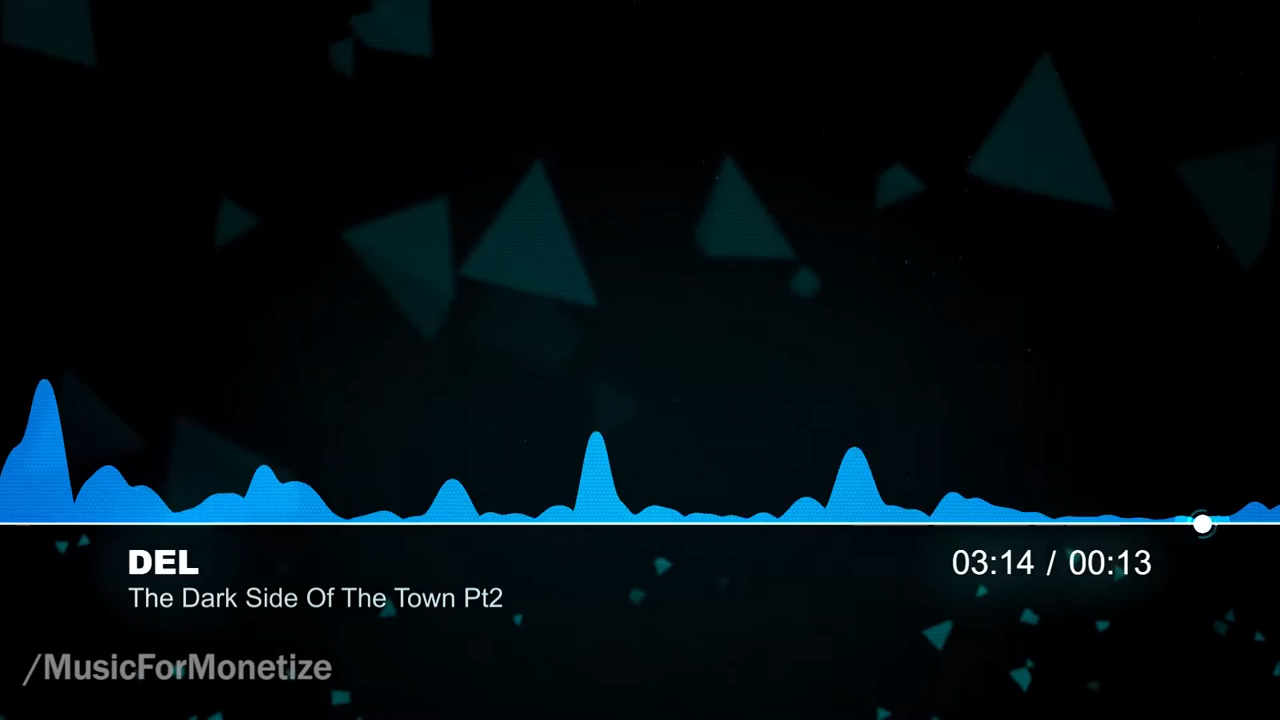 DEL
03:14 / 00:13
The Dark Side Of The Town Pt2
/MusicForMonetize